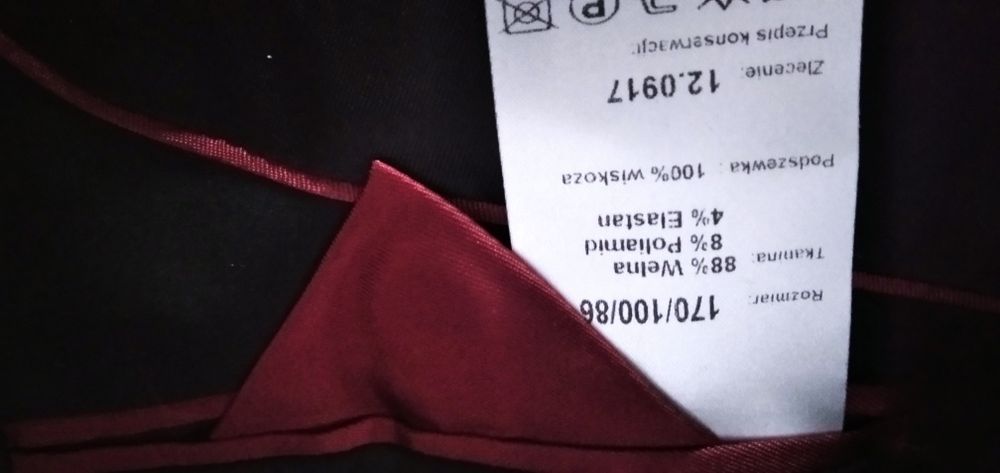 Rozmiar: 170/100/86
Tkanina: 88% Wełna
8% Poliamid
4% Elastan
Podszewka: 100% wiskoza
Zlecenie: 12.0917
Przepis konserwacji:
P